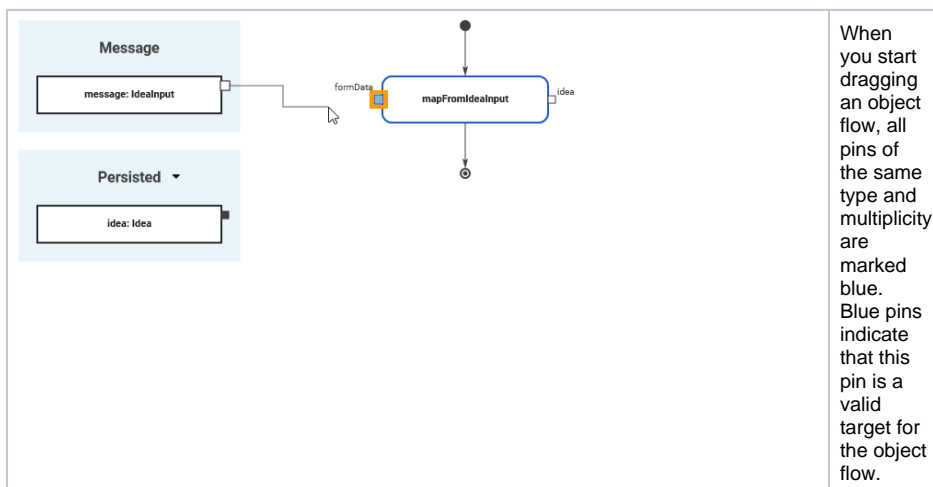 Message
message: IdeaInput
formData
mapFromIdeaInput
idea
Persisted
idea: Idea
When
you start
dragging
an object
flow, all
pins of
the same
type and
multiplicity
are
marked
blue.
Blue pins
indicate
that this
pin is a
valid
target for
the object
flow.